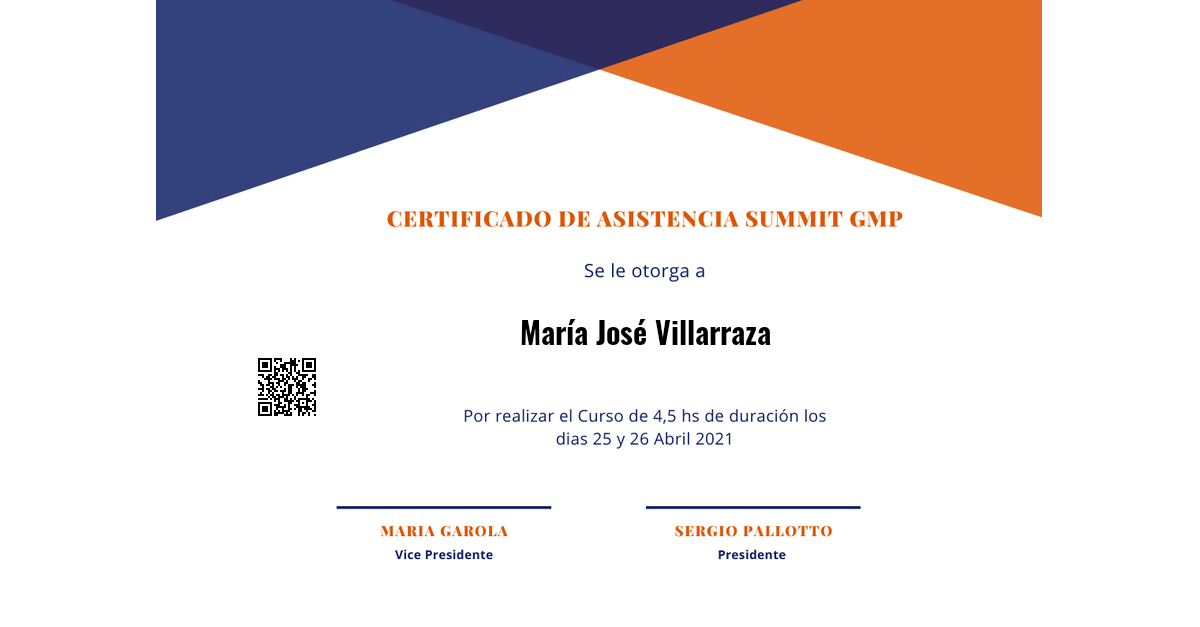 CERTIFICADO DE ASISTENCIA SUMMIT GMP
Se le otorga a
María José Villarraza
Por realizar el Curso de 4,5 hs de duración los
dias 25 y 26 Abril 2021
MARIA GAROLA
Vice Presidente
SERGIO PALLOTTO
Presidente